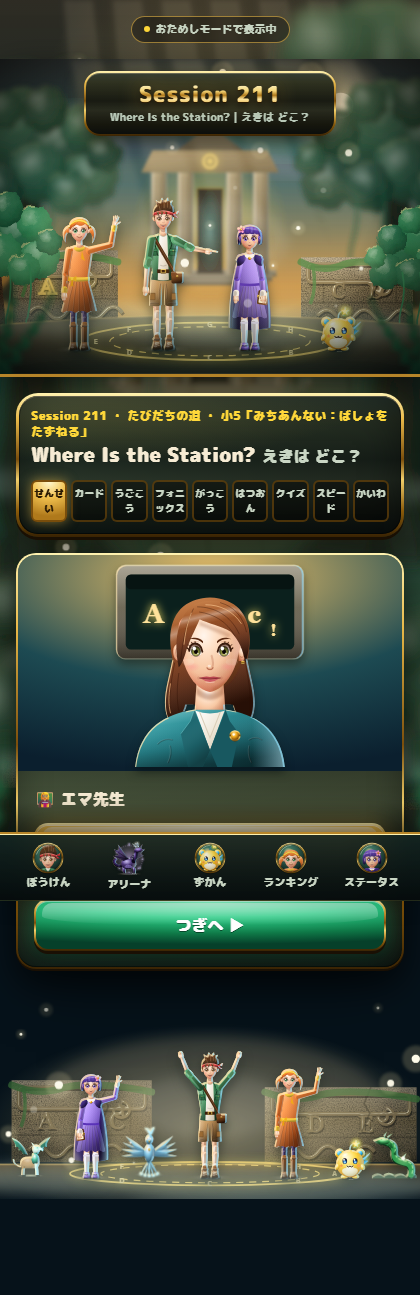 おためしモードで表示中
Session 211
Where Is the Station? | えきは どこ？
Session 211 ・ たびだちの道 ・ 小5「みちあんない：ばしょを
たずねる」
Where Is the Station? えきは どこ？
せんせい
カード
うごこう
フォニックス
がっこう
はつおん
クイズ
スピード
かいわ
A c !
エマ先生
ぼうけん
アリーナ
ずかん
ランキング
ステータス
つぎへ ▶
A D E